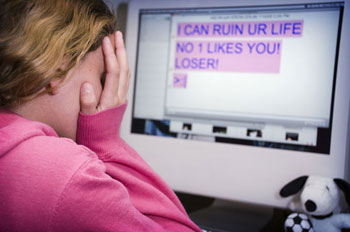 I CAN RUIN UR LIFE
NO 1 LIKES YOU!
LOSER!
>: